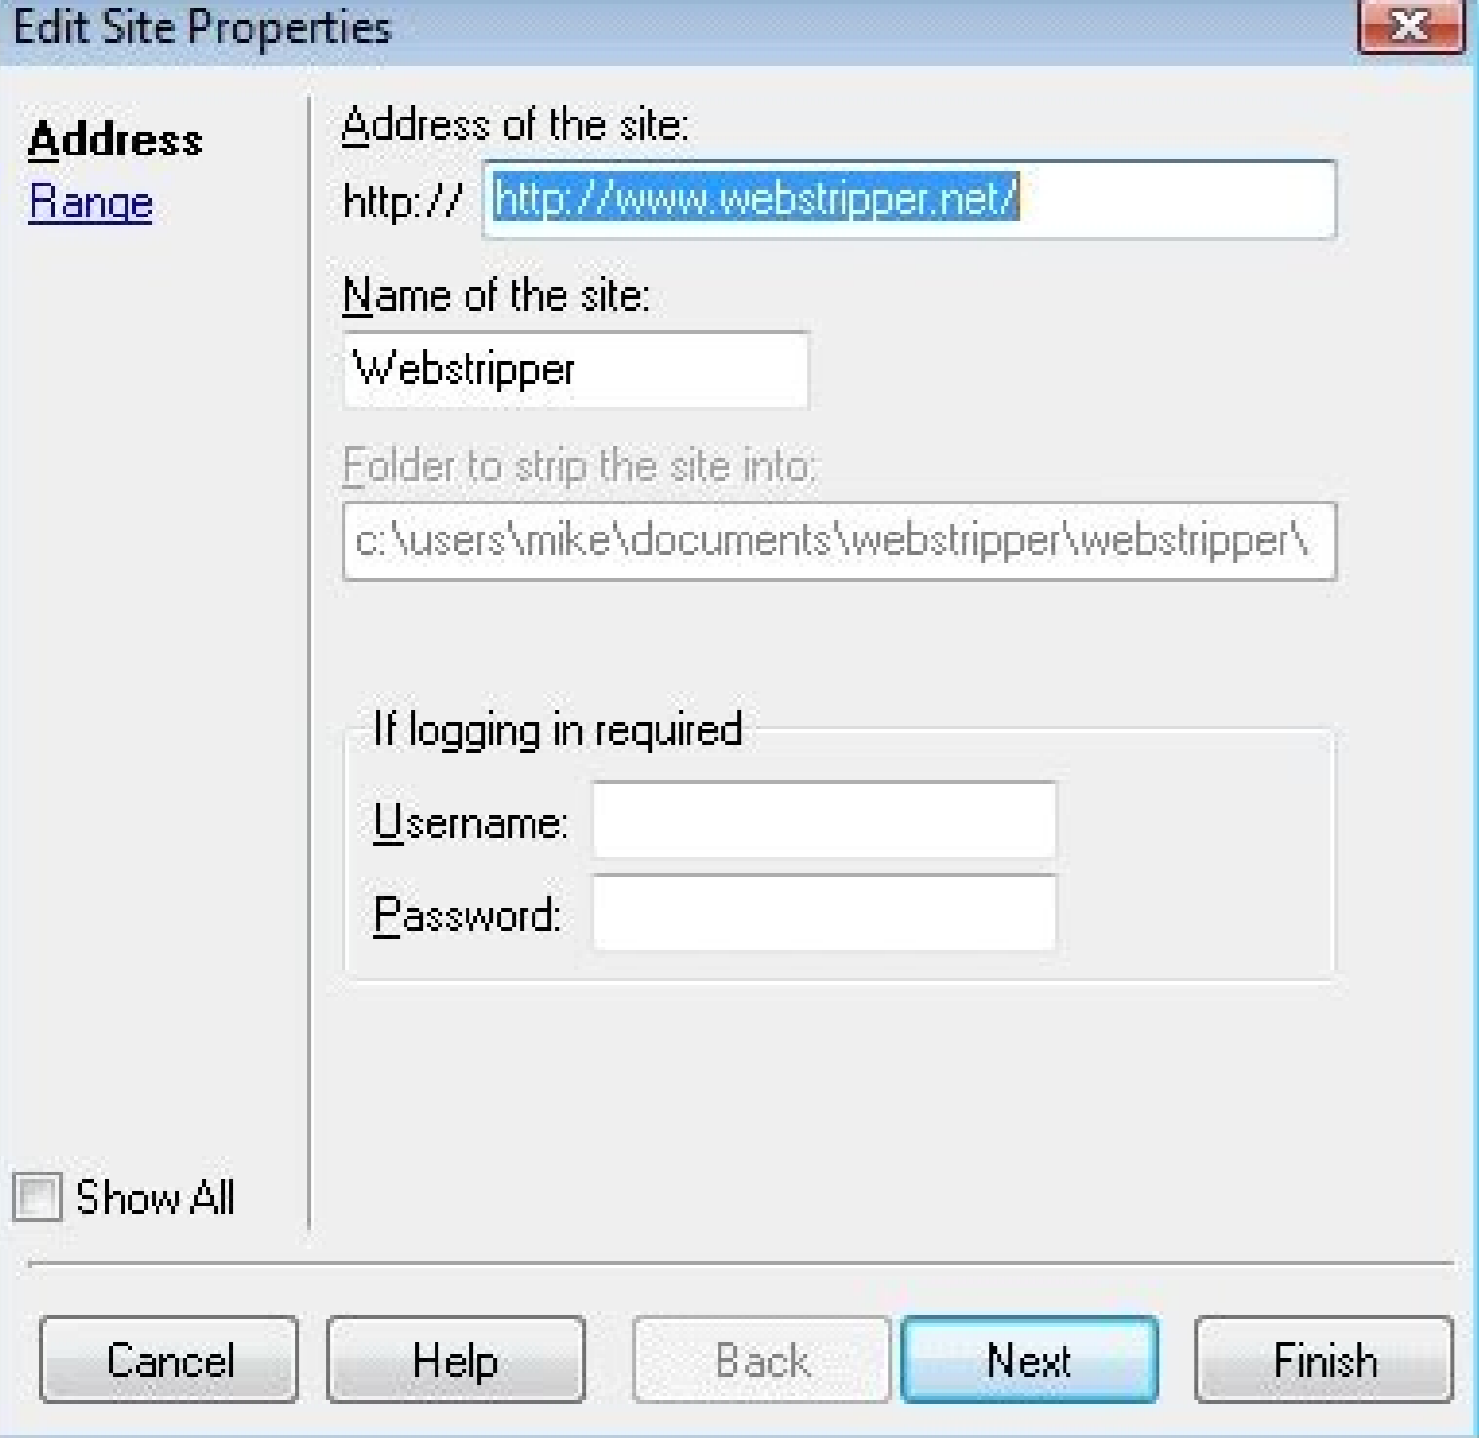 Edit Site Properties
Address
Range
Address of the site:
http:// http://www.webstripper.net/
Name of the site:
Webstripper
Folder to strip the site into:
c:\users\mike\documents\webstripper\webstripper\
If logging in required
Username:
Password:
Show All
Cancel Help Back Next Finish